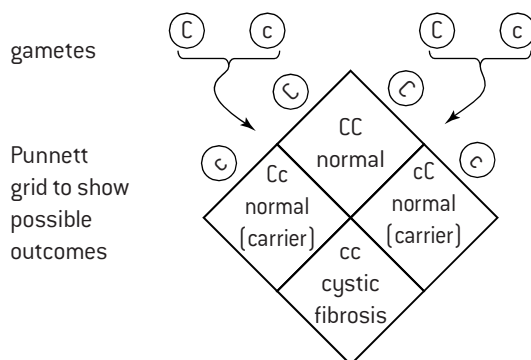 gametes
C c
C c
C
C
c
c
Punnett
grid to show
possible
outcomes
CC
normal
Cc
normal
(carrier)
cC
normal
(carrier)
cc
cystic
fibrosis